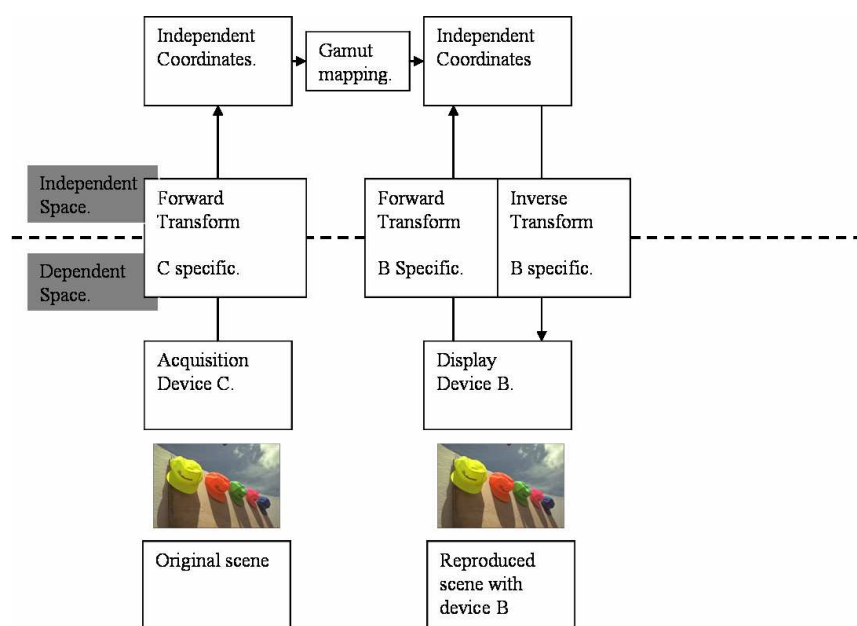 Independent
Coordinates.
Gamut
mapping.
Independent
Coordinates
Independent
Space.
Forward
Transform
C specific.
Forward
Transform
B Specific.
Inverse
Transform
B specific.
Dependent
Space.
Acquisition
Device C.
Display
Device B.
Original scene
Reproduced
scene with
device B